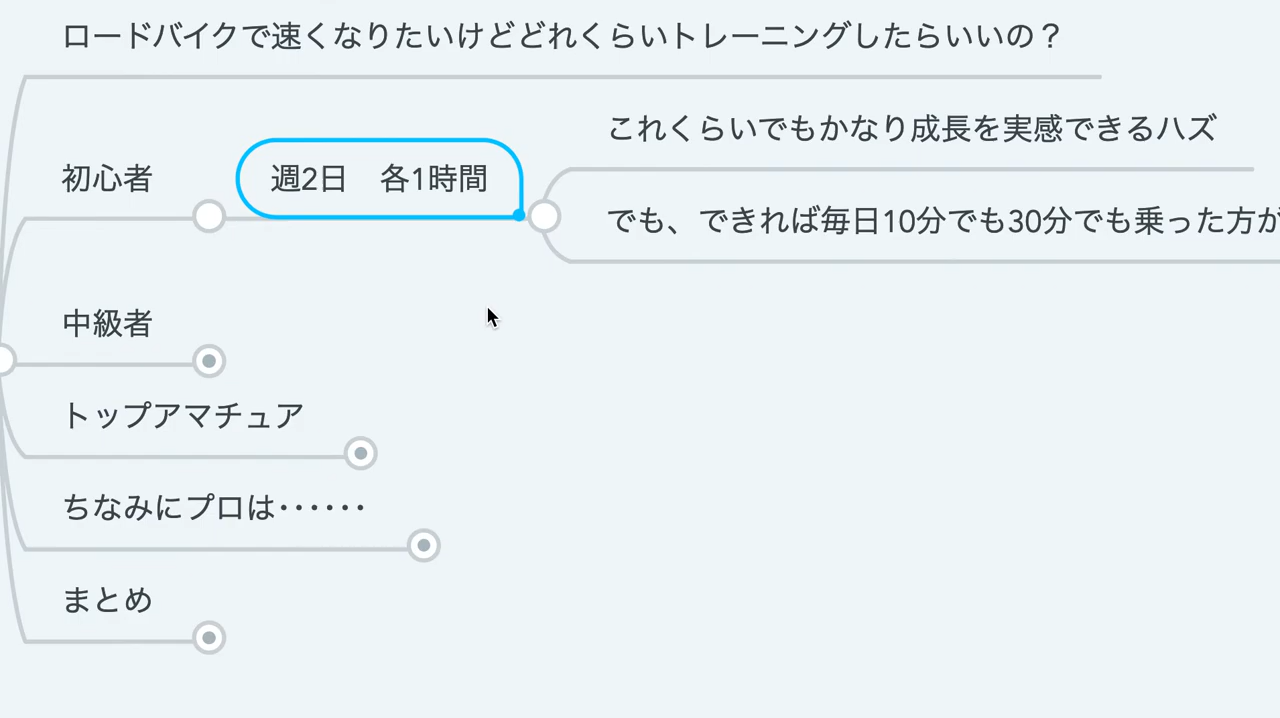 ロードバイクで速くなりたいけどどれくらいトレーニングしたらいいの？
初心者
週2日　各1時間
これくらいでもかなり成長を実感できるハズ
でも、できれば毎日10分でも30分でも乗った方が
中級者
トップアマチュア
ちなみにプロは‥‥‥
まとめ